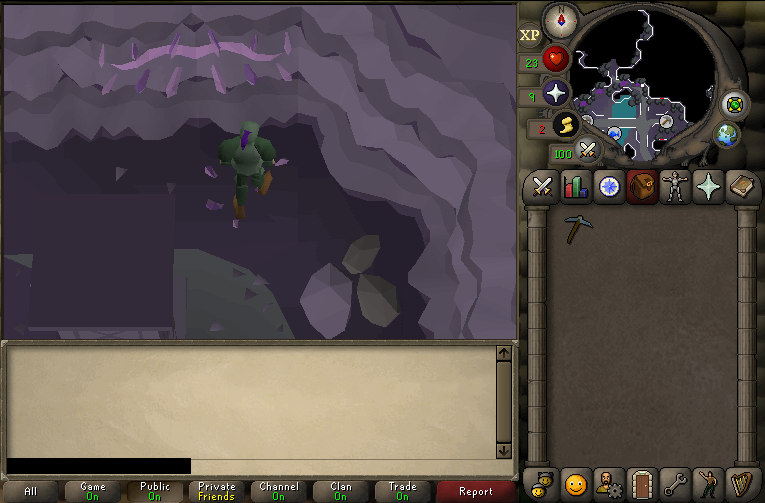 N
XP
23
9
2
100
All
Game
On
Public
On
Private
Friends
Channel
On
Clan
On
Trade
On
Report